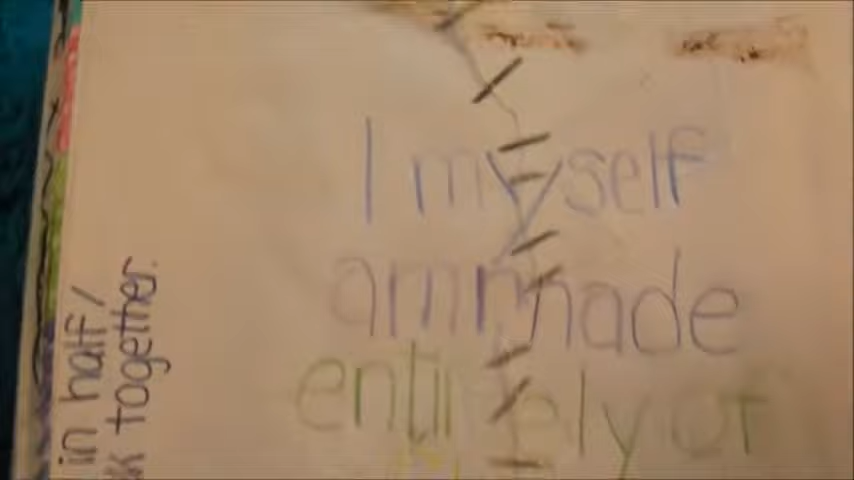 I myself
am made
entirely of
in half /
together.